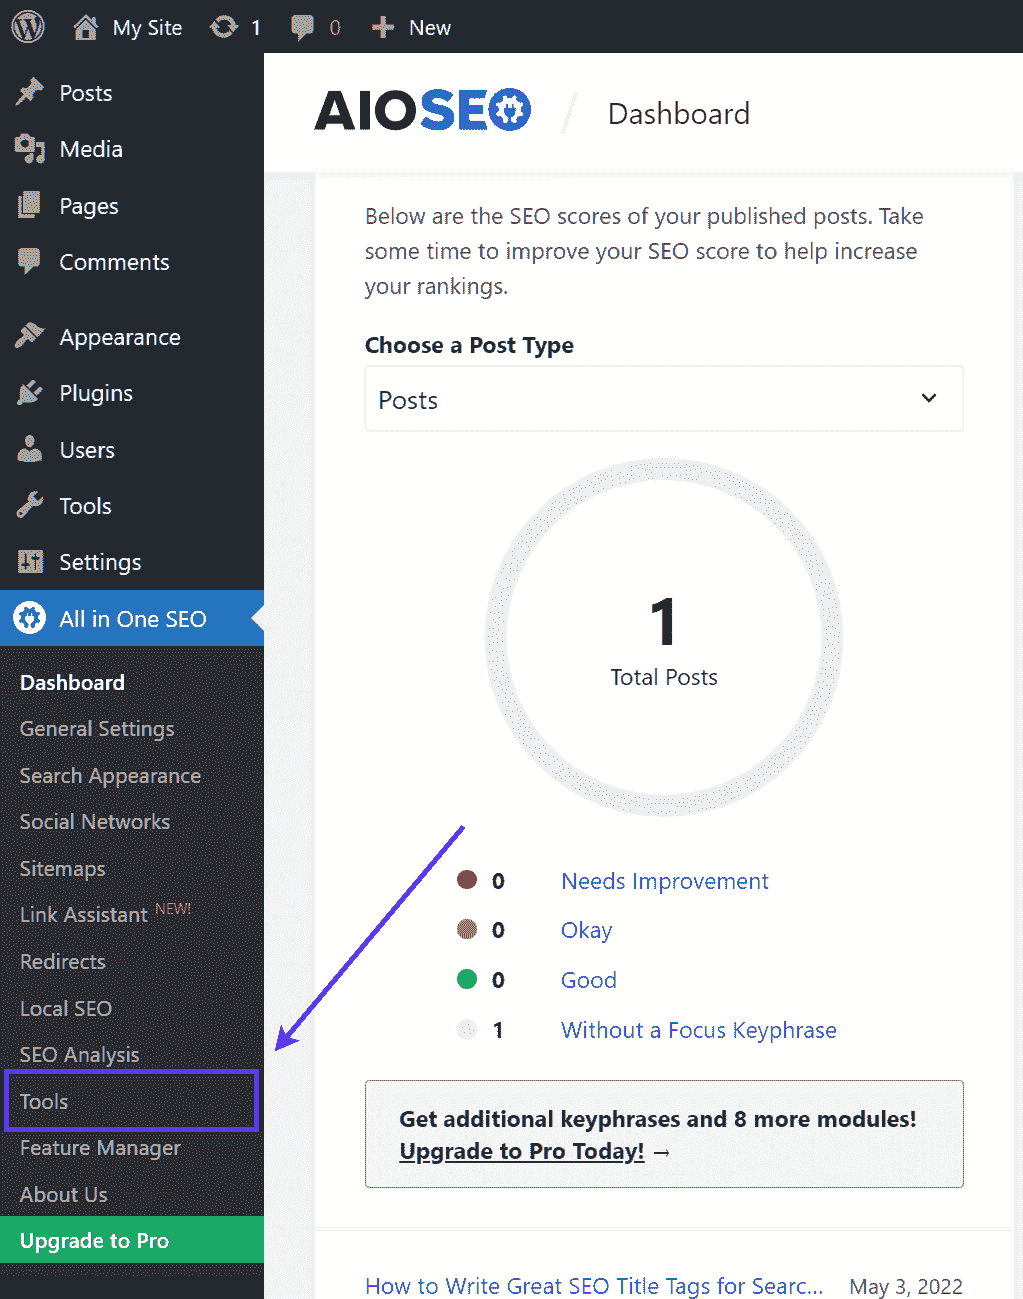 My Site 1 0 New
Posts
Media
Pages
Comments
Appearance
Plugins
Users
Tools
Settings
All in One SEO
Dashboard
General Settings
Search Appearance
Social Networks
Sitemaps
Link Assistant NEW!
Redirects
Local SEO
SEO Analysis
Tools
Feature Manager
About Us
Upgrade to Pro
AIOSEO / Dashboard
Below are the SEO scores of your published posts. Take
some time to improve your SEO score to help increase
your rankings.
Choose a Post Type
Posts
1
Total Posts
0 Needs Improvement
0 Okay
0 Good
1 Without a Focus Keyphrase
Get additional keyphrases and 8 more modules!
Upgrade to Pro Today! →
How to Write Great SEO Title Tags for Searc... May 3, 2022